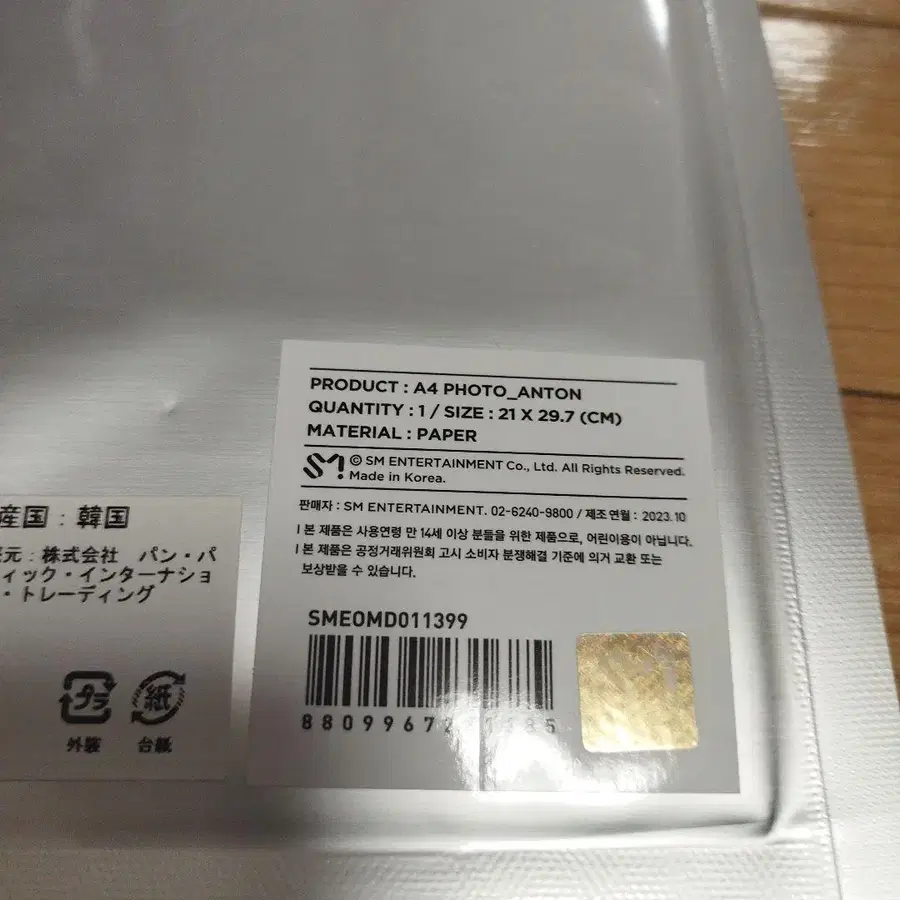 PRODUCT : A4 PHOTO_ANTON
QUANTITY : 1 / SIZE : 21 X 29.7 (CM)
MATERIAL : PAPER
SM! © SM ENTERTAINMENT Co., Ltd. All Rights Reserved.
Made in Korea.
판매자 : SM ENTERTAINMENT. 02-6240-9800 / 제조 연월 : 2023.10
l 본 제품은 사용연령 만 14세 이상 분들을 위한 제품으로, 어린이용이 아닙니다.
l 본 제품은 공정거래위원회 고시 소비자 분쟁해결 기준에 의거 교환 또는
보상받을 수 있습니다.
SMEOMD011399
8809967
産国 : 韓国
元 : 株式会社 パン・パ
ィック・インターナショ
・トレーディング
プラ 紙
外装 台紙